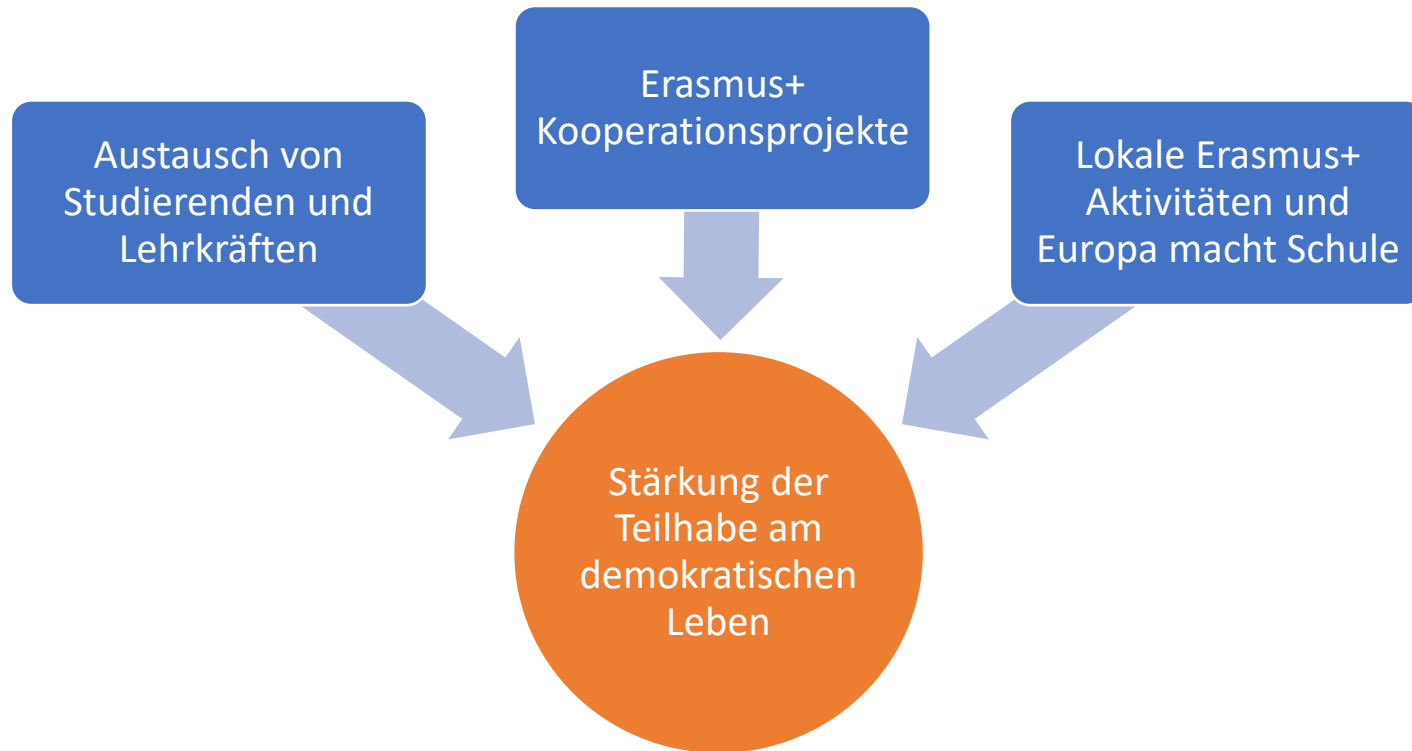 Austausch von
Studierenden und
Lehrkräften
Erasmus+
Kooperationsprojekte
Lokale Erasmus+
Aktivitäten und
Europa macht Schule
Stärkung der
Teilhabe am
demokratischen
Leben